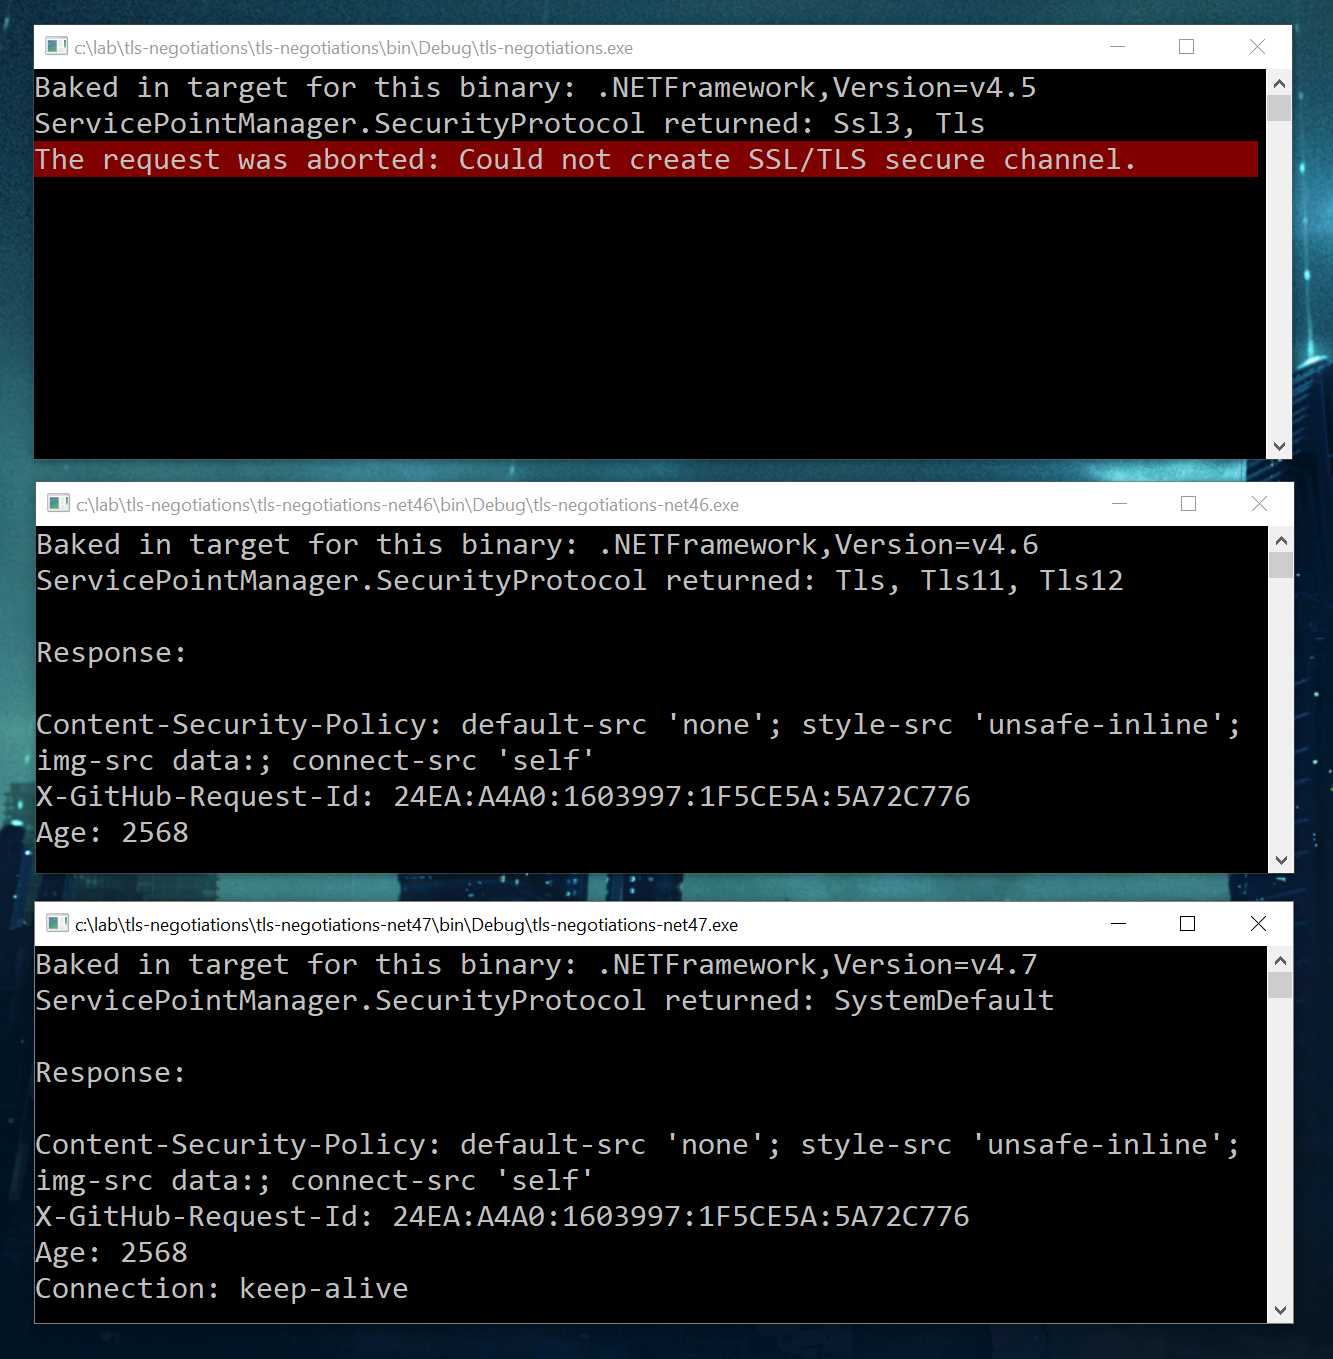 c:\lab\tls-negotiations\tls-negotiations\bin\Debug\tls-negotiations.exe
Baked in target for this binary: .NETFramework,Version=v4.5
ServicePointManager.SecurityProtocol returned: Ssl3, Tls
The request was aborted: Could not create SSL/TLS secure channel.
c:\lab\tls-negotiations\tls-negotiations-net46\bin\Debug\tls-negotiations-net46.exe
Baked in target for this binary: .NETFramework,Version=v4.6
ServicePointManager.SecurityProtocol returned: Tls, Tls11, Tls12
Response:
Content-Security-Policy: default-src 'none'; style-src 'unsafe-inline';
img-src data:; connect-src 'self'
X-GitHub-Request-Id: 24EA:A4A0:1603997:1F5CE5A:5A72C776
Age: 2568
c:\lab\tls-negotiations\tls-negotiations-net47\bin\Debug\tls-negotiations-net47.exe
Baked in target for this binary: .NETFramework,Version=v4.7
ServicePointManager.SecurityProtocol returned: SystemDefault
Response:
Content-Security-Policy: default-src 'none'; style-src 'unsafe-inline';
img-src data:; connect-src 'self'
X-GitHub-Request-Id: 24EA:A4A0:1603997:1F5CE5A:5A72C776
Age: 2568
Connection: keep-alive